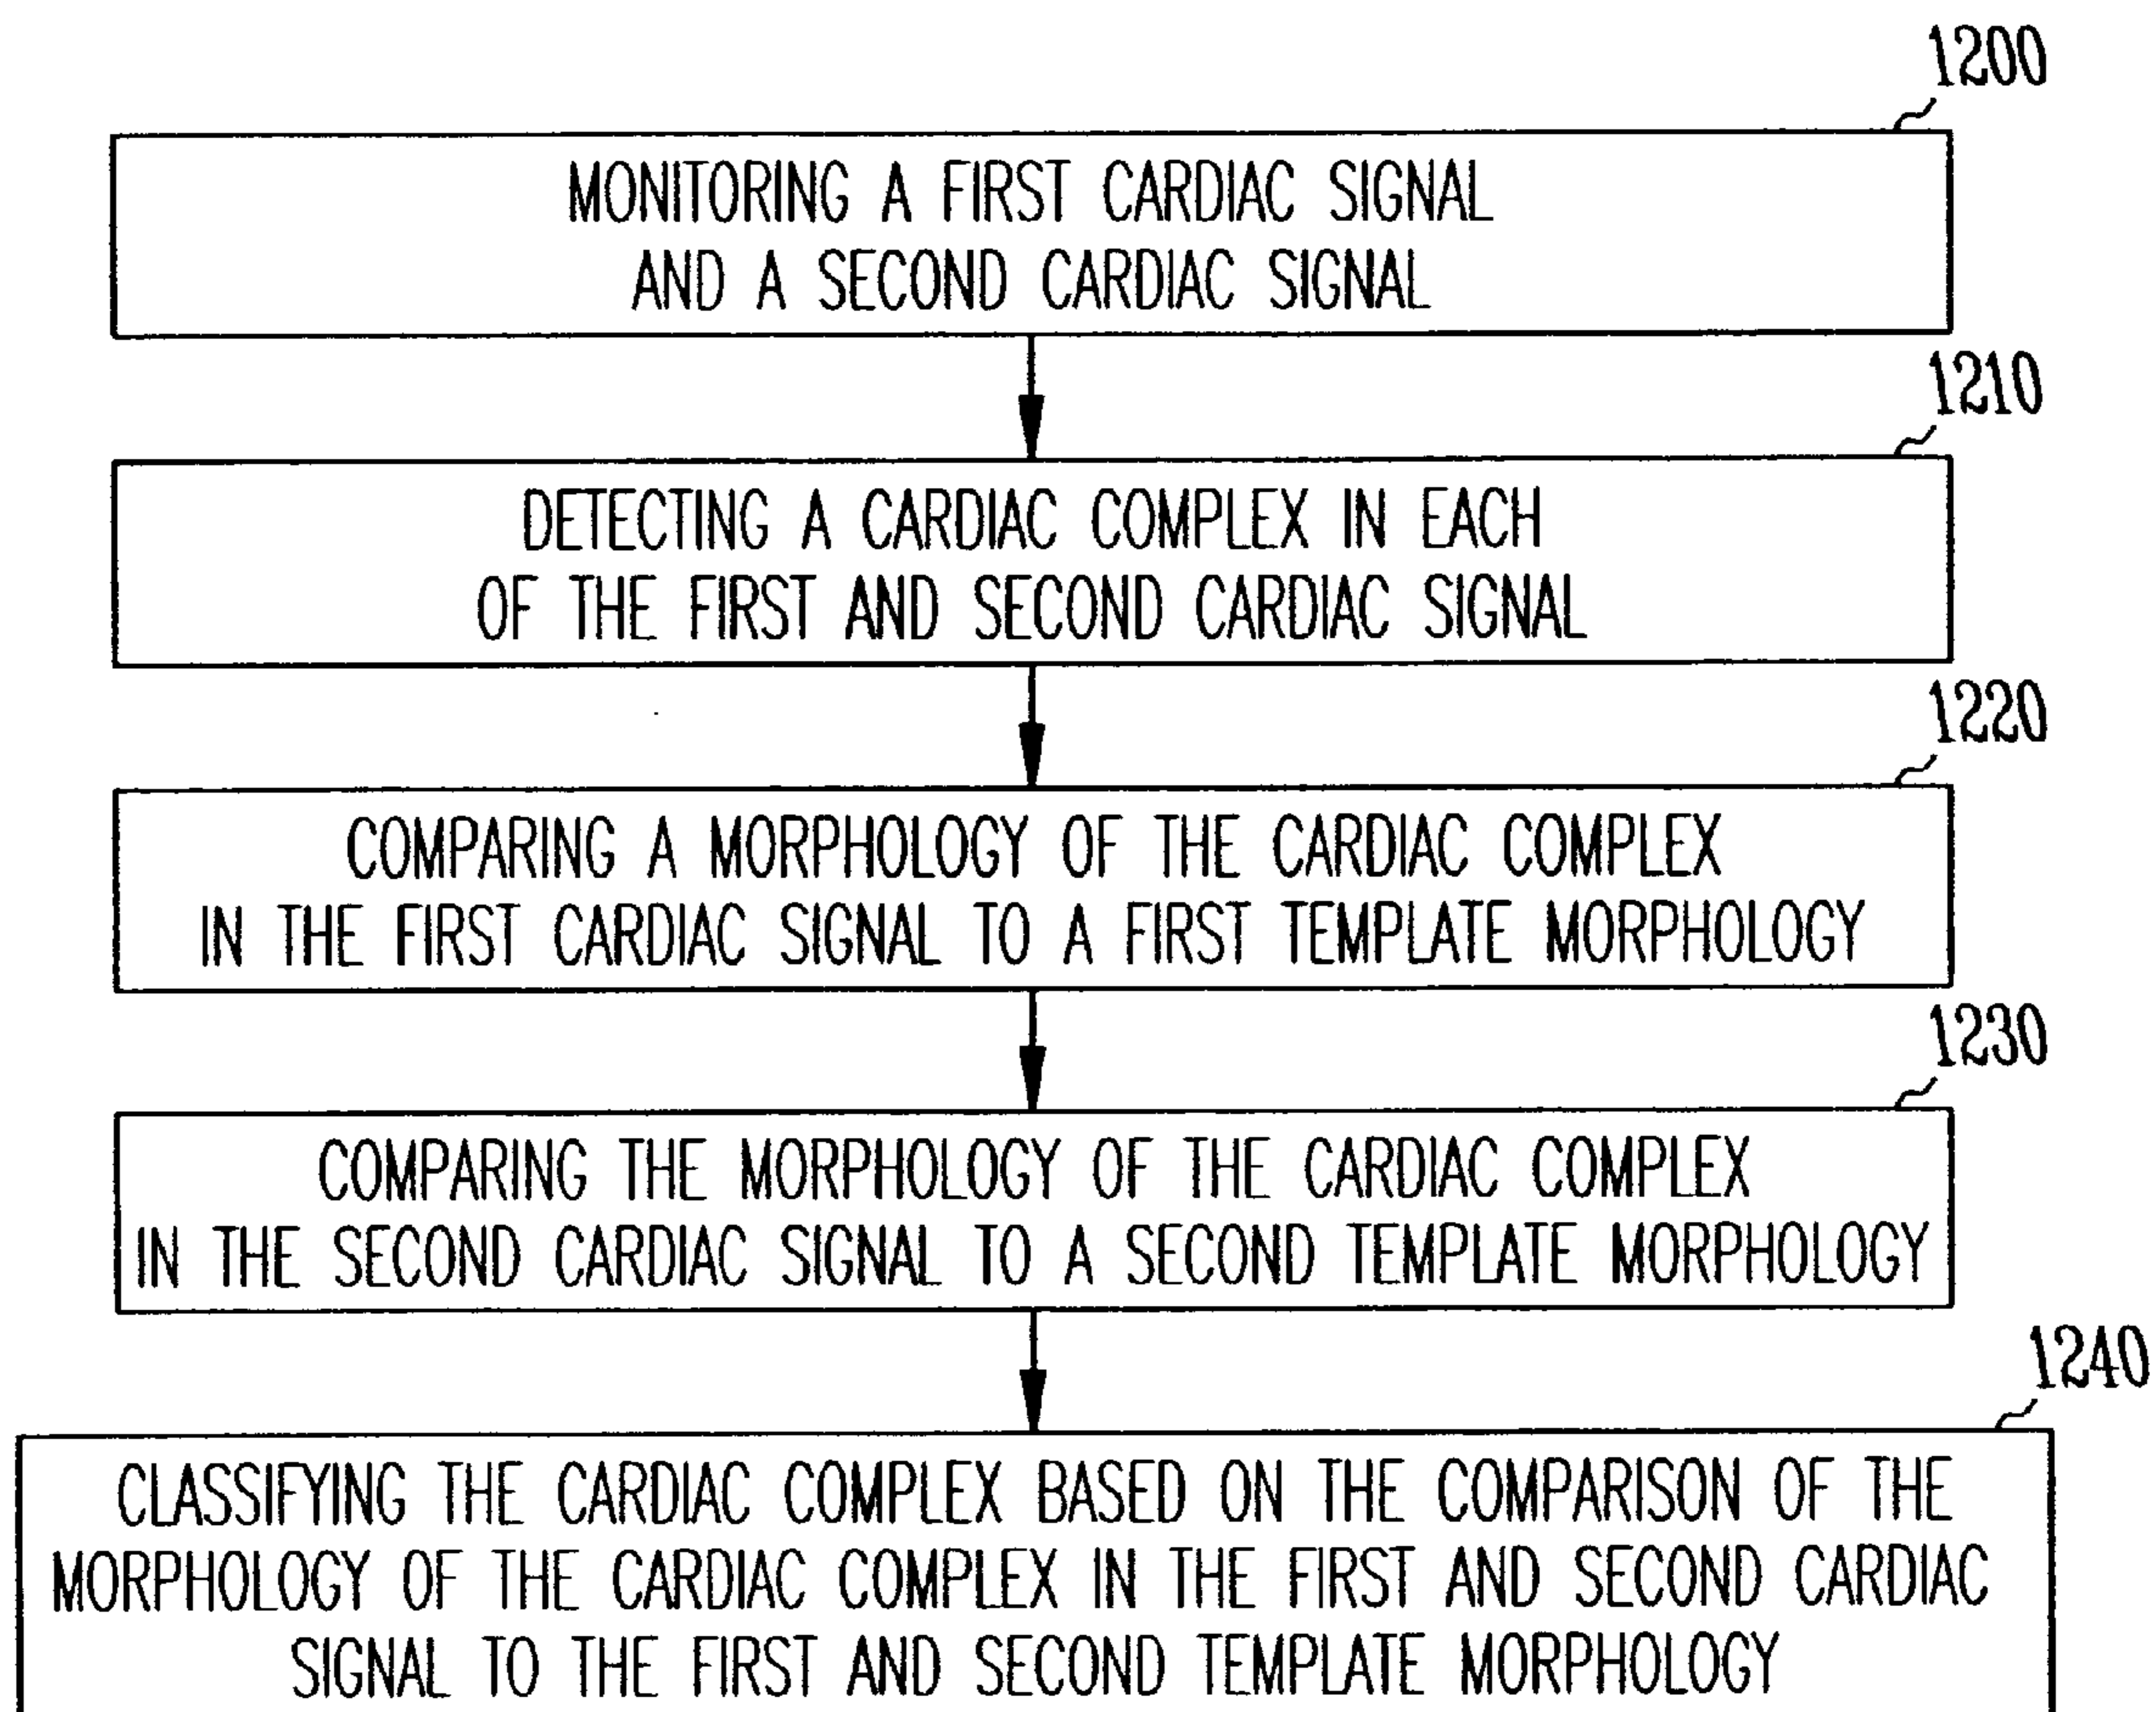 1200
MONITORING A FIRST CARDIAC SIGNAL
AND A SECOND CARDIAC SIGNAL
1210
DETECTING A CARDIAC COMPLEX IN EACH
OF THE FIRST AND SECOND CARDIAC SIGNAL
1220
COMPARING A MORPHOLOGY OF THE CARDIAC COMPLEX
IN THE FIRST CARDIAC SIGNAL TO A FIRST TEMPLATE MORPHOLOGY
1230
COMPARING THE MORPHOLOGY OF THE CARDIAC COMPLEX
IN THE SECOND CARDIAC SIGNAL TO A SECOND TEMPLATE MORPHOLOGY
1240
CLASSIFYING THE CARDIAC COMPLEX BASED ON THE COMPARISON OF THE
MORPHOLOGY OF THE CARDIAC COMPLEX IN THE FIRST AND SECOND CARDIAC
SIGNAL TO THE FIRST AND SECOND TEMPLATE MORPHOLOGY